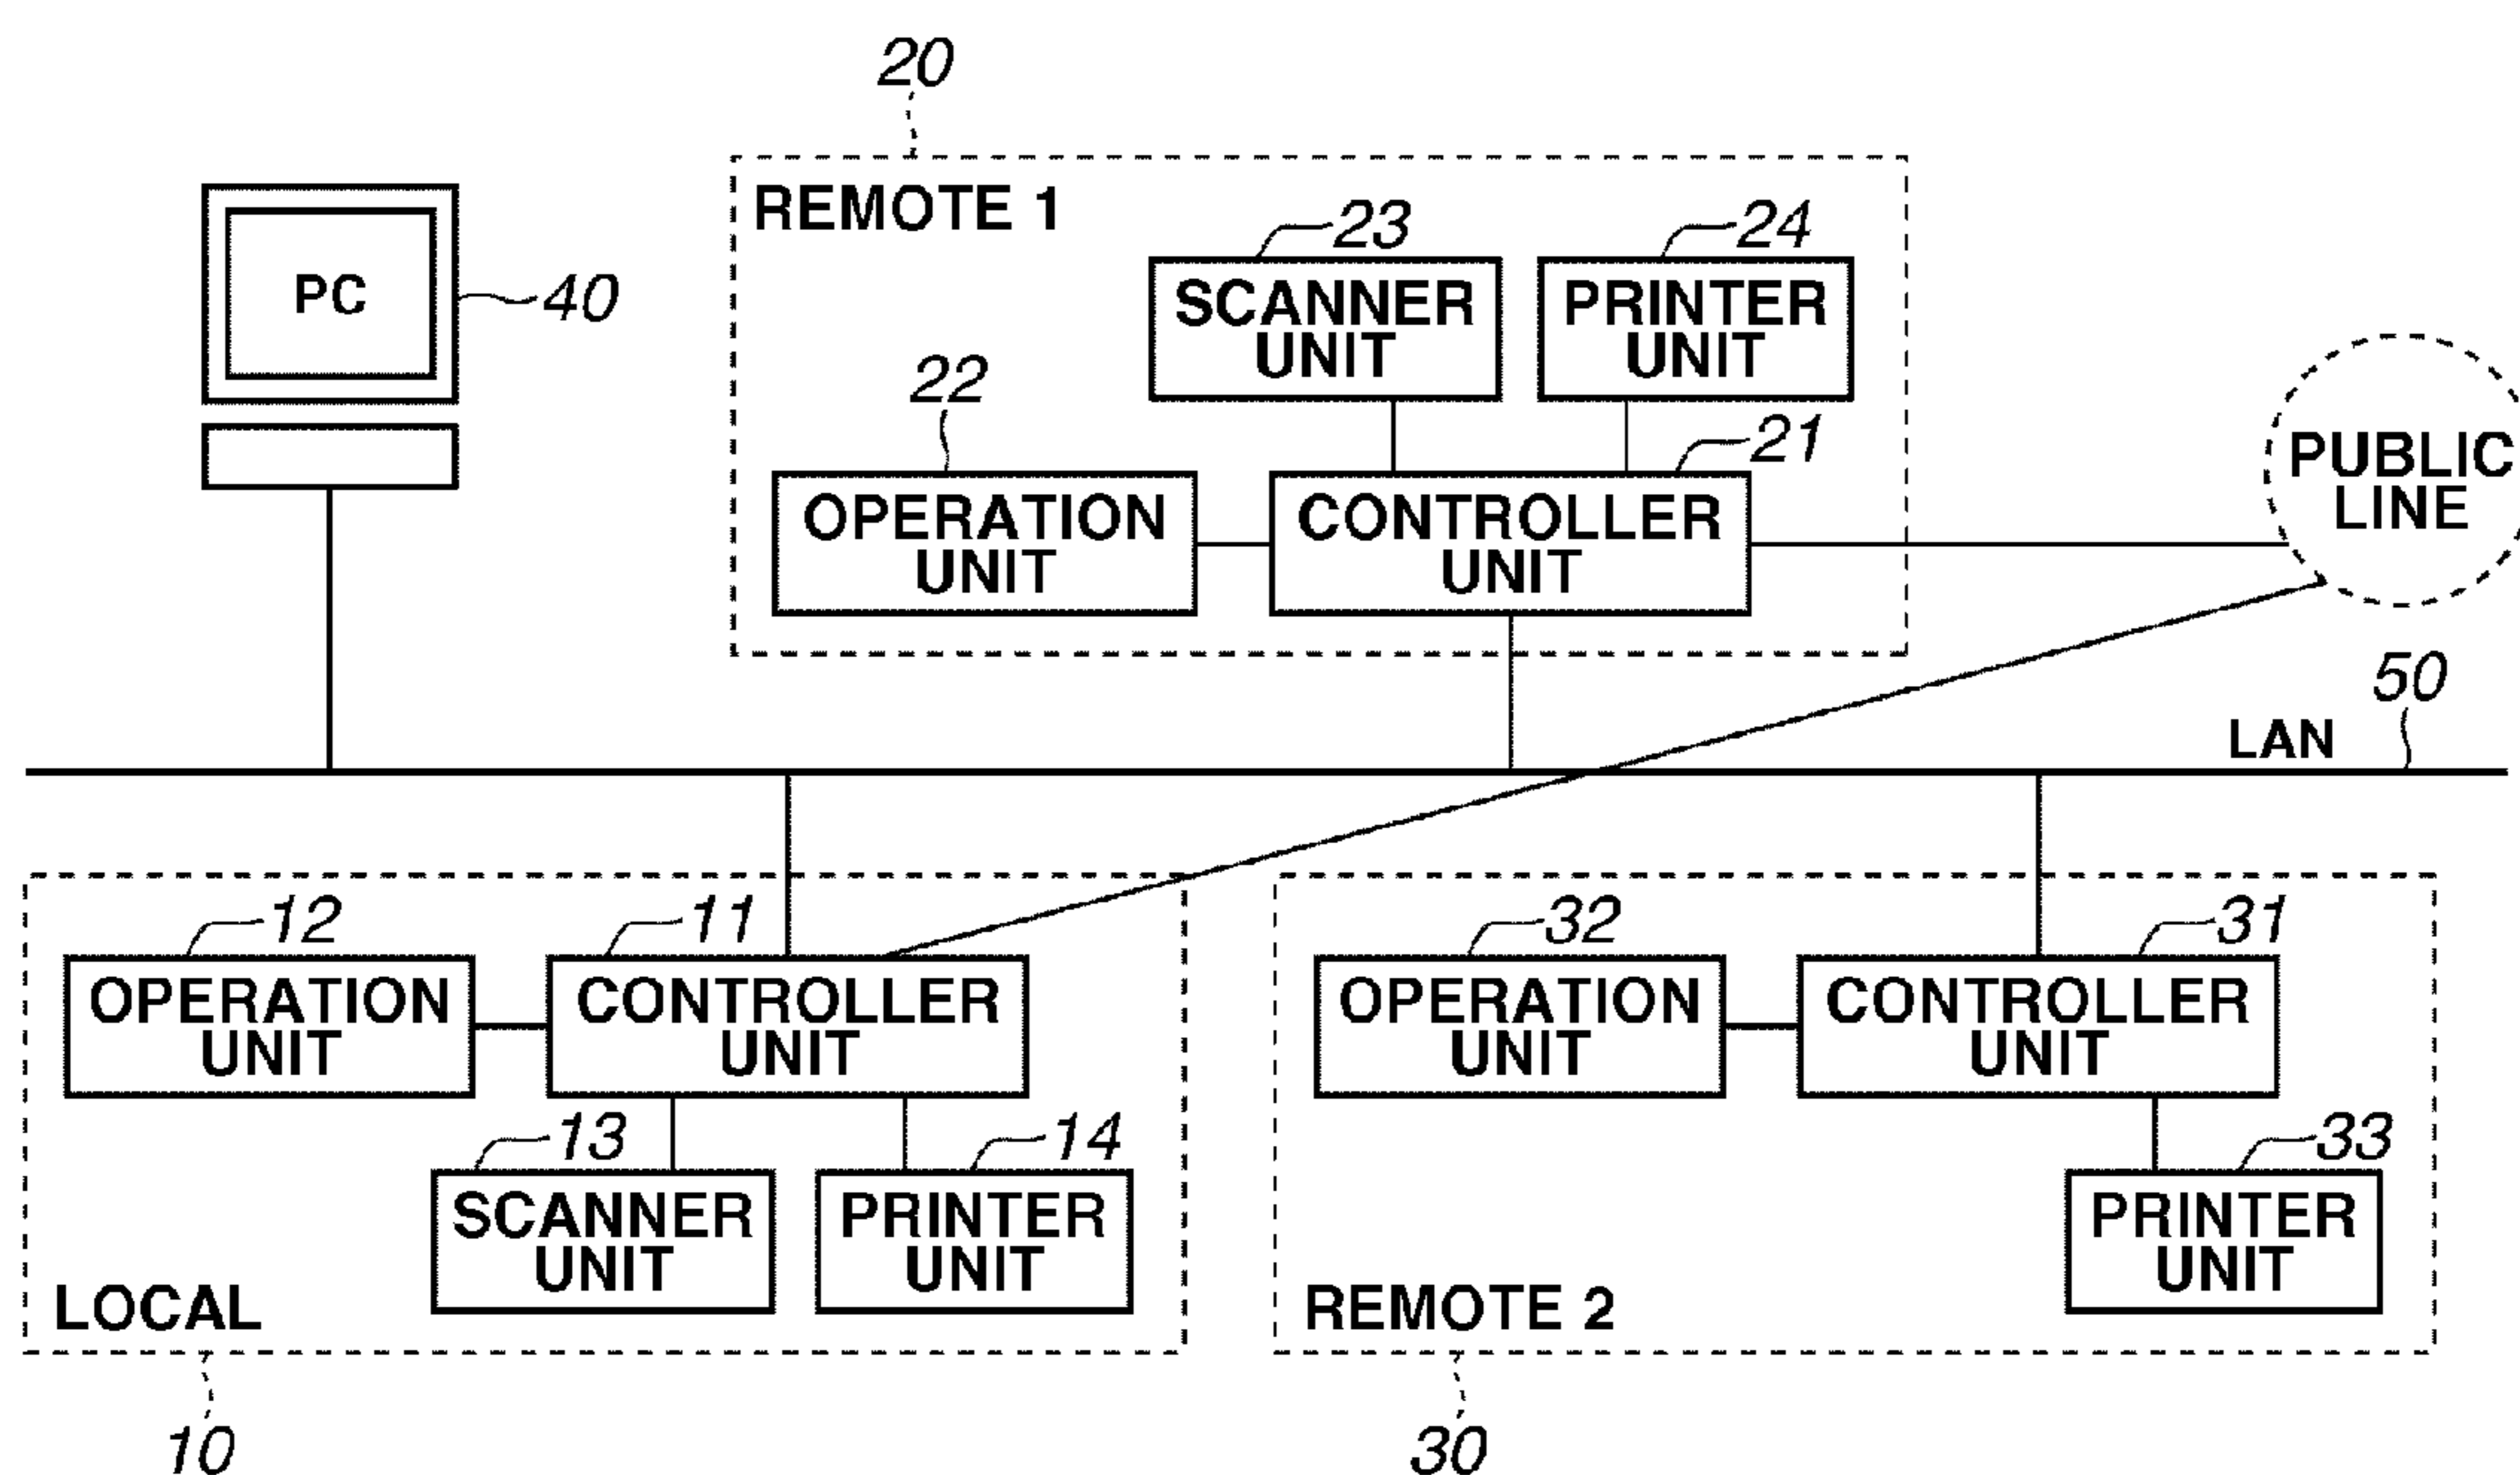 20
REMOTE 1
23
24
SCANNER
UNIT
PRINTER
UNIT
PC
40
22
21
OPERATION
UNIT
CONTROLLER
UNIT
PUBLIC
LINE
50
LAN
12
11
OPERATION
UNIT
CONTROLLER
UNIT
13
14
SCANNER
UNIT
PRINTER
UNIT
LOCAL
10
32
31
OPERATION
UNIT
CONTROLLER
UNIT
33
PRINTER
UNIT
REMOTE 2
30